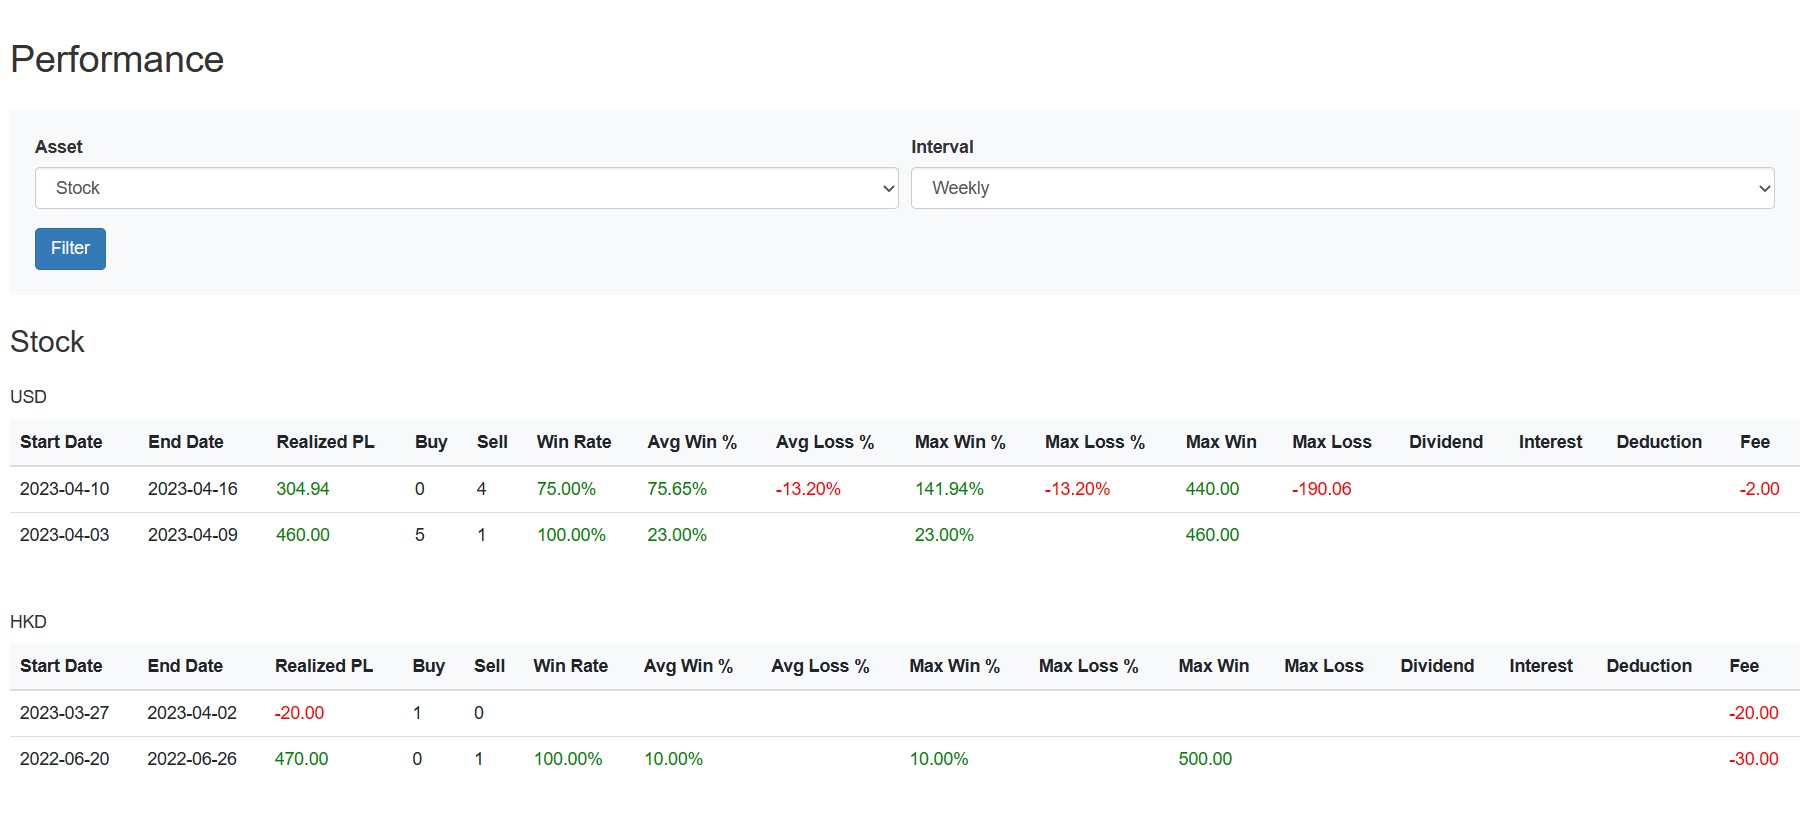 Performance
Asset Interval
Stock Weekly
Filter
Stock
USD
Start Date End Date Realized PL Buy Sell Win Rate Avg Win % Avg Loss % Max Win % Max Loss % Max Win Max Loss Dividend Interest Deduction Fee
2023-04-10 2023-04-16 304.94 0 4 75.00% 75.65% -13.20% 141.94% -13.20% 440.00 -190.06 -2.00
2023-04-03 2023-04-09 460.00 5 1 100.00% 23.00% 23.00% 460.00
HKD
Start Date End Date Realized PL Buy Sell Win Rate Avg Win % Avg Loss % Max Win % Max Loss % Max Win Max Loss Dividend Interest Deduction Fee
2023-03-27 2023-04-02 -20.00 1 0 -20.00
2022-06-20 2022-06-26 470.00 0 1 100.00% 10.00% 10.00% 500.00 -30.00